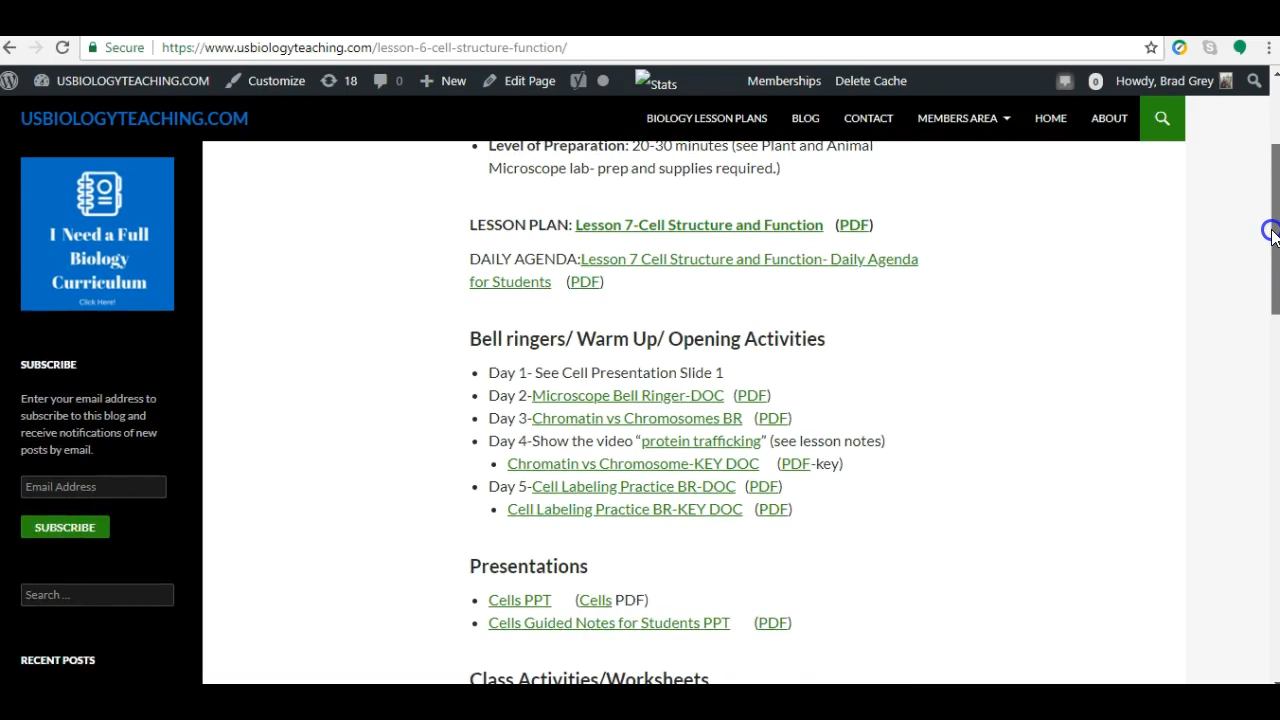 Secure
https://www.usbiologyteaching.com/lesson-6-cell-structure-function/
USBIOLOGYTEACHING.COM Customize 18 0 New Edit Page Stats Memberships Delete Cache 0 Howdy, Brad Grey
USBIOLOGYTEACHING.COM
BIOLOGY LESSON PLANS BLOG CONTACT MEMBERS AREA HOME ABOUT
I Need a Full
Biology
Curriculum
Click Here!
SUBSCRIBE
Enter your email address to
subscribe to this blog and
receive notifications of new
posts by email.
Email Address
SUBSCRIBE
Search ...
RECENT POSTS
Level of Preparation: 20-30 minutes (see Plant and Animal
Microscope lab- prep and supplies required.)
LESSON PLAN: Lesson 7-Cell Structure and Function (PDF)
DAILY AGENDA:Lesson 7 Cell Structure and Function- Daily Agenda
for Students (PDF)
Bell ringers/ Warm Up/ Opening Activities
Day 1- See Cell Presentation Slide 1
Day 2-Microscope Bell Ringer-DOC (PDF)
Day 3-Chromatin vs Chromosomes BR (PDF)
Day 4-Show the video “protein trafficking” (see lesson notes)
Chromatin vs Chromosome-KEY DOC (PDF-key)
Day 5-Cell Labeling Practice BR-DOC (PDF)
Cell Labeling Practice BR-KEY DOC (PDF)
Presentations
Cells PPT (Cells PDF)
Cells Guided Notes for Students PPT (PDF)
Class Activities/Worksheets